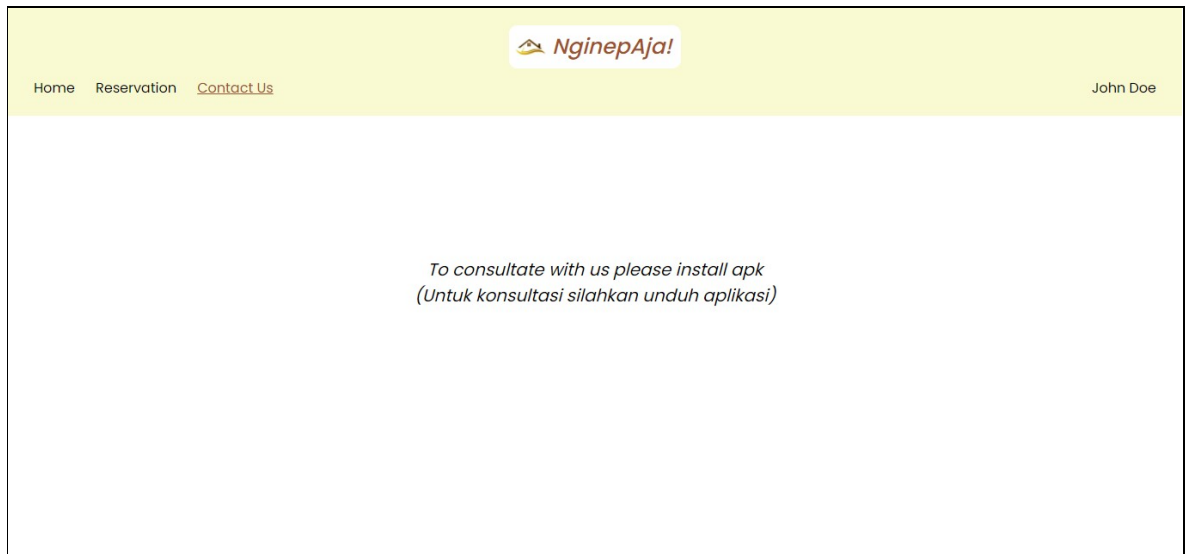 NginepAja!
Home Reservation Contact Us John Doe
To consultate with us please install apk
(Untuk konsultasi silahkan unduh aplikasi)